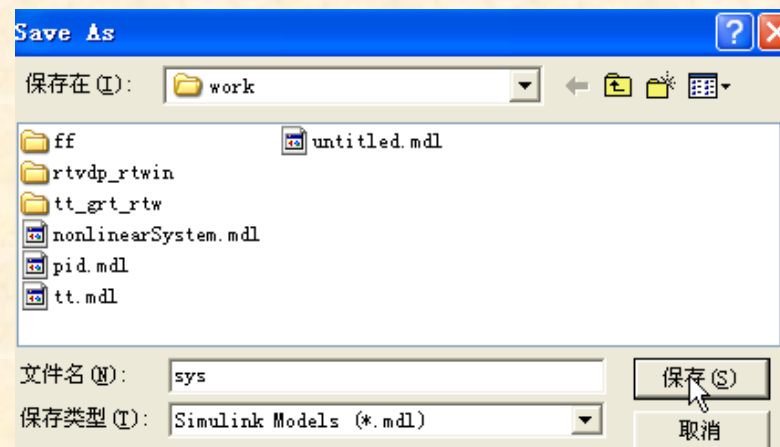 Save As
保存在(I): work
ff untitled.mdl
rtvdp_rtwin
tt_grt_rtw
nonlinearSystem.mdl
pid.mdl
tt.mdl
文件名(N): sys 保存(S)
保存类型(T): Simulink Models (*.mdl) 取消